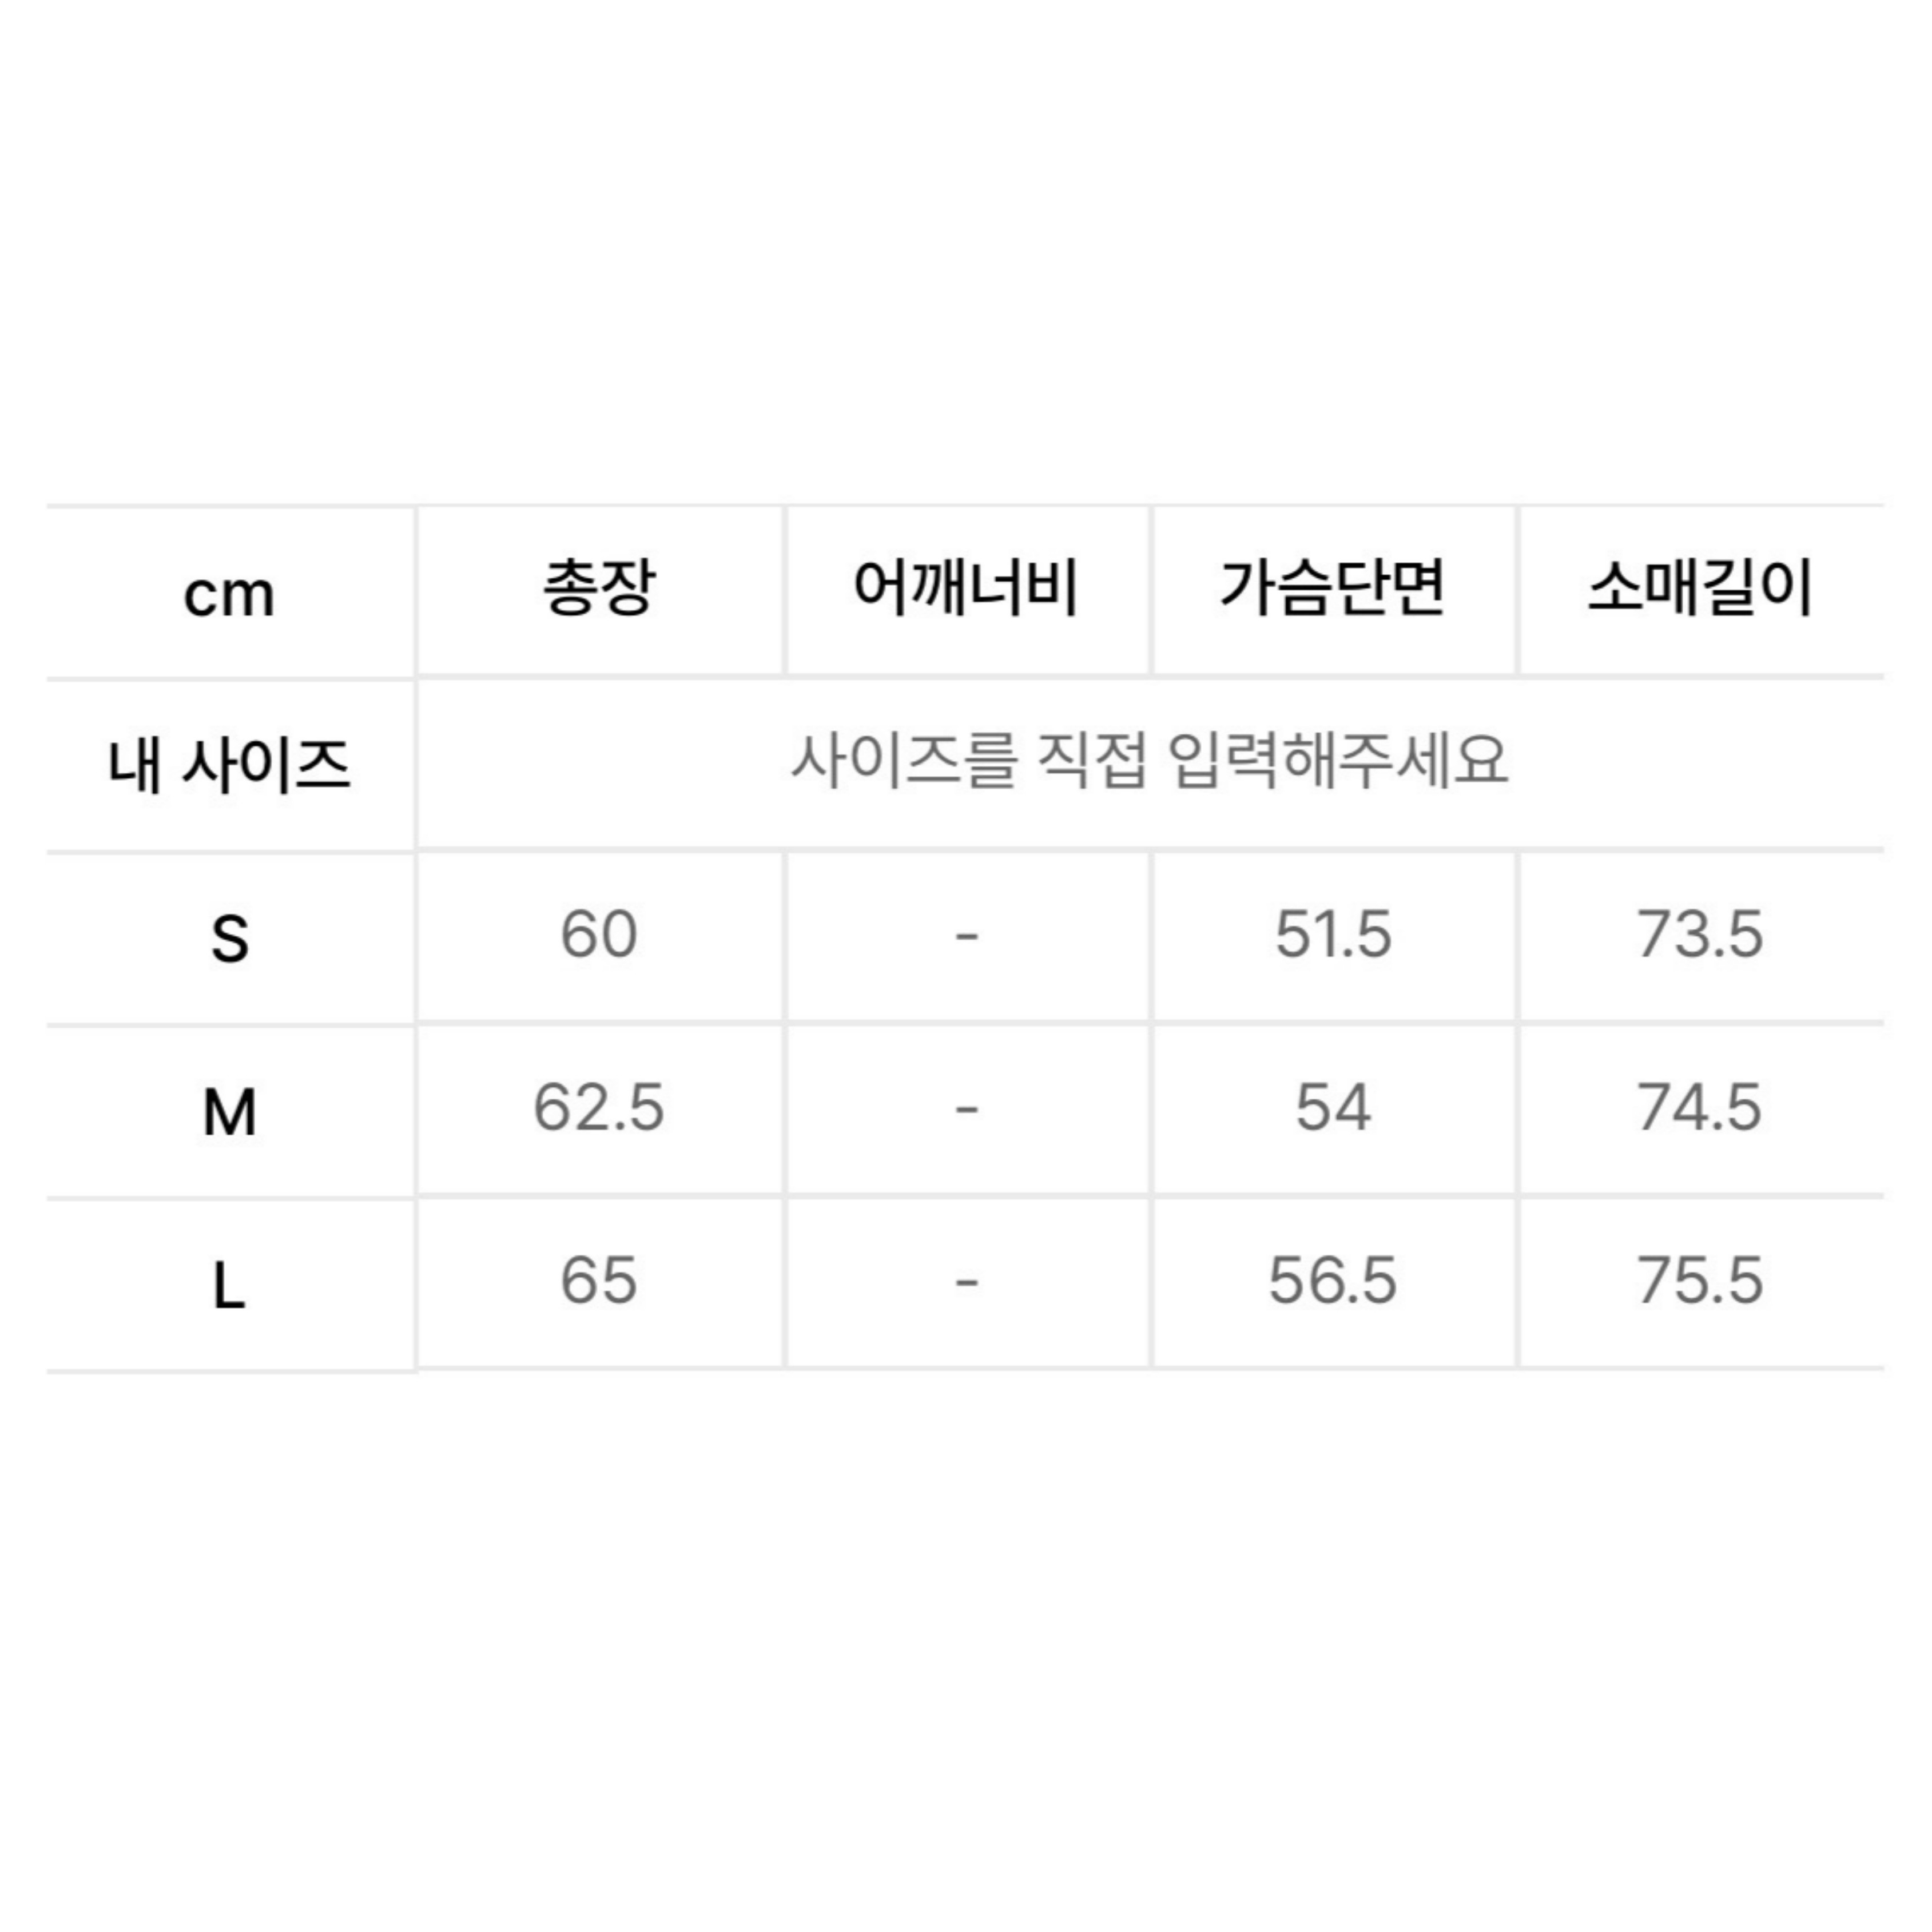 cm 총장 어깨너비 가슴단면 소매길이
내 사이즈 사이즈를 직접 입력해주세요
S 60 - 51.5 73.5
M 62.5 - 54 74.5
L 65 - 56.5 75.5